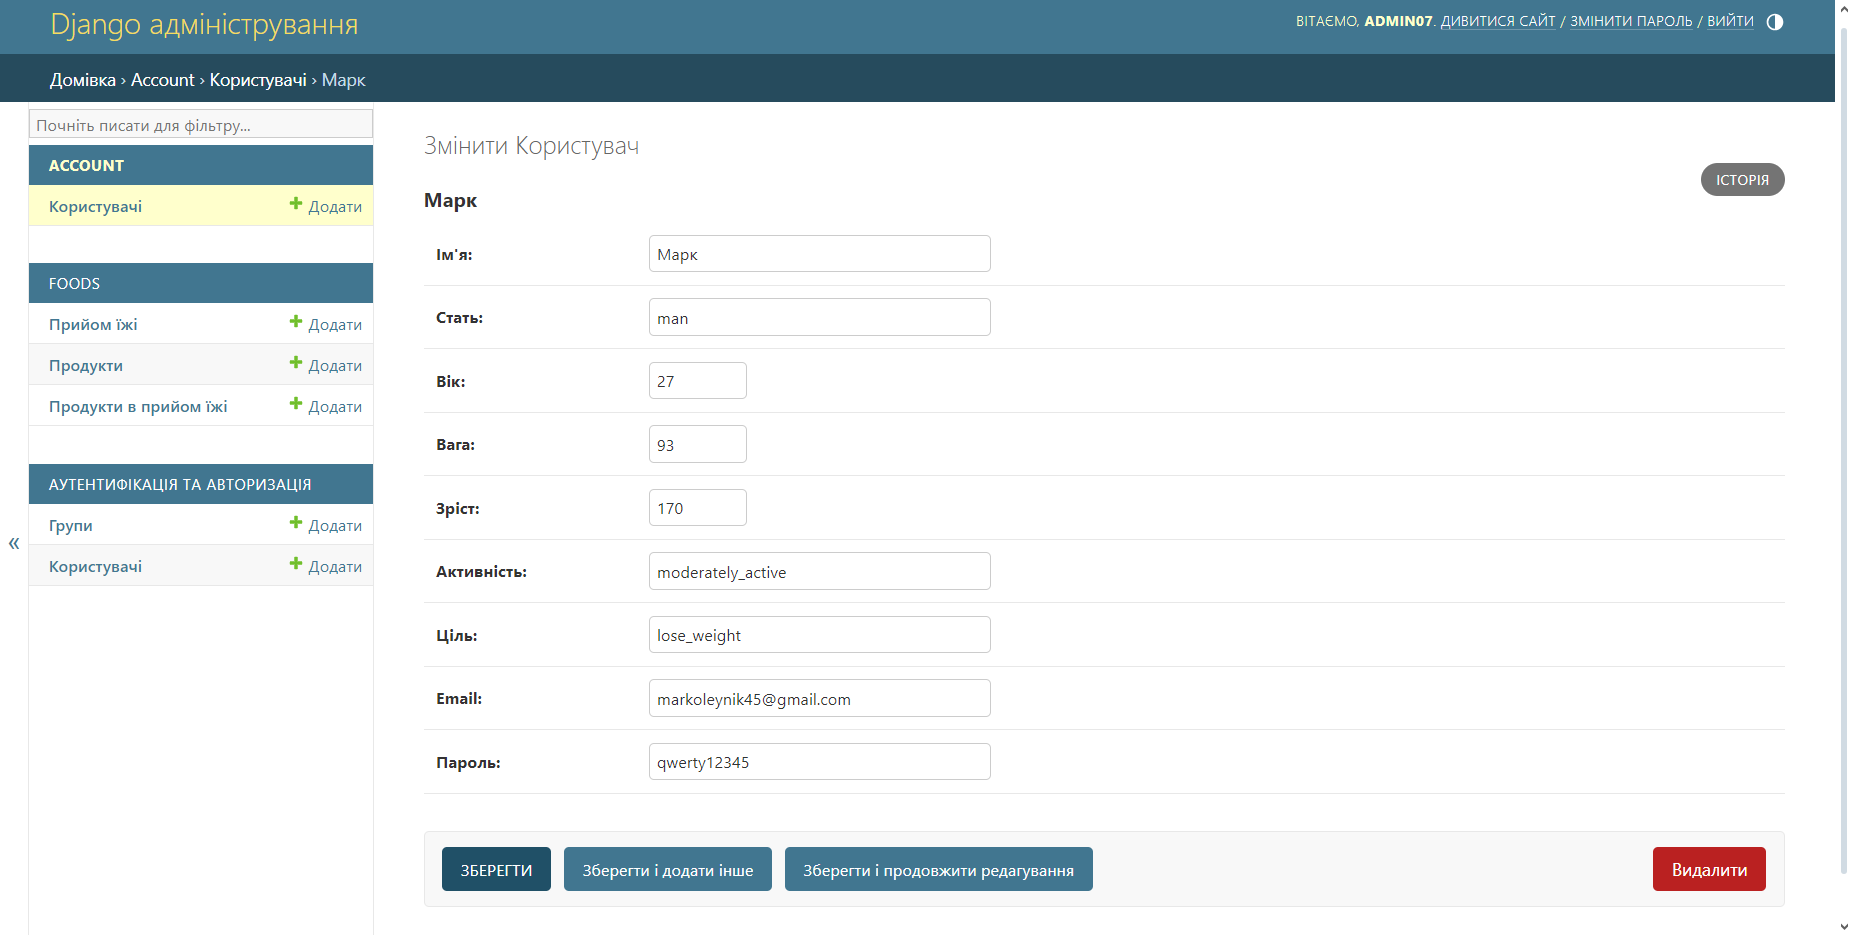 Django адміністрування
ВІТАЄМО, ADMIN07. ДИВИТИСЯ САЙТ / ЗМІНИТИ ПАРОЛЬ / ВИЙТИ
Домівка › Account › Користувачі › Марк
Почніть писати для фільтру...
ACCOUNT
Користувачі Додати
FOODS
Прийом їжі Додати
Продукти Додати
Продукти в прийом їжі Додати
АУТЕНТИФІКАЦІЯ ТА АВТОРИЗАЦІЯ
Групи Додати
Користувачі Додати
«
Змінити Користувач
ІСТОРІЯ
Марк
Ім'я: Марк
Стать: man
Вік: 27
Вага: 93
Зріст: 170
Активність: moderately_active
Ціль: lose_weight
Email: markoleynik45@gmail.com
Пароль: qwerty12345
ЗБЕРЕГТИ Зберегти і додати інше Зберегти і продовжити редагування Видалити